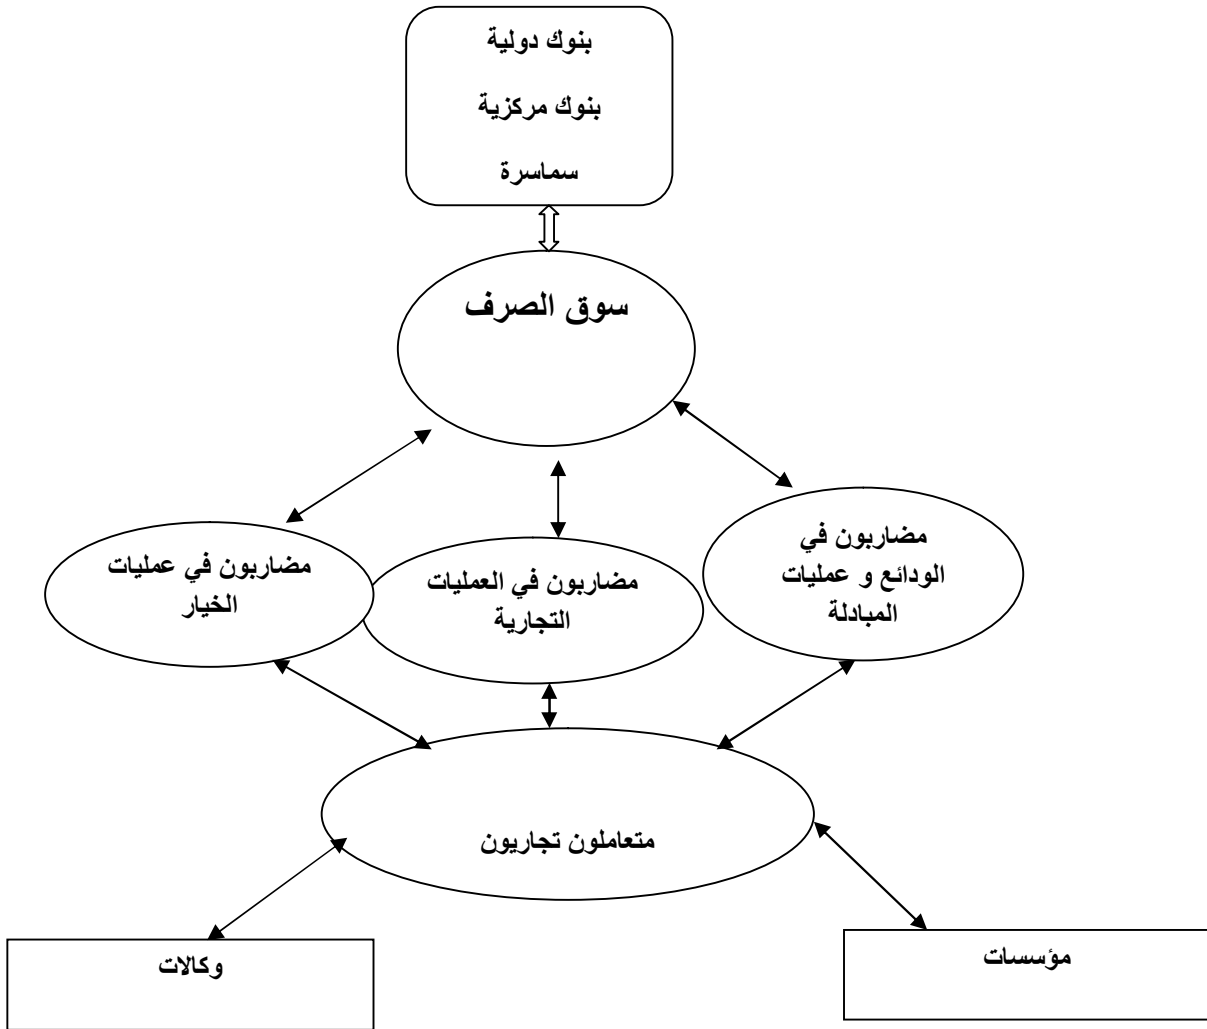 بنوك دولية
بنوك مركزية
سماسرة
سوق الصرف
مضاربون في
الودائع و عمليات
المبادلة
مضاربون في العمليات
التجارية
مضاربون في عمليات
الخيار
متعاملون تجاريون
مؤسسات
وكالات